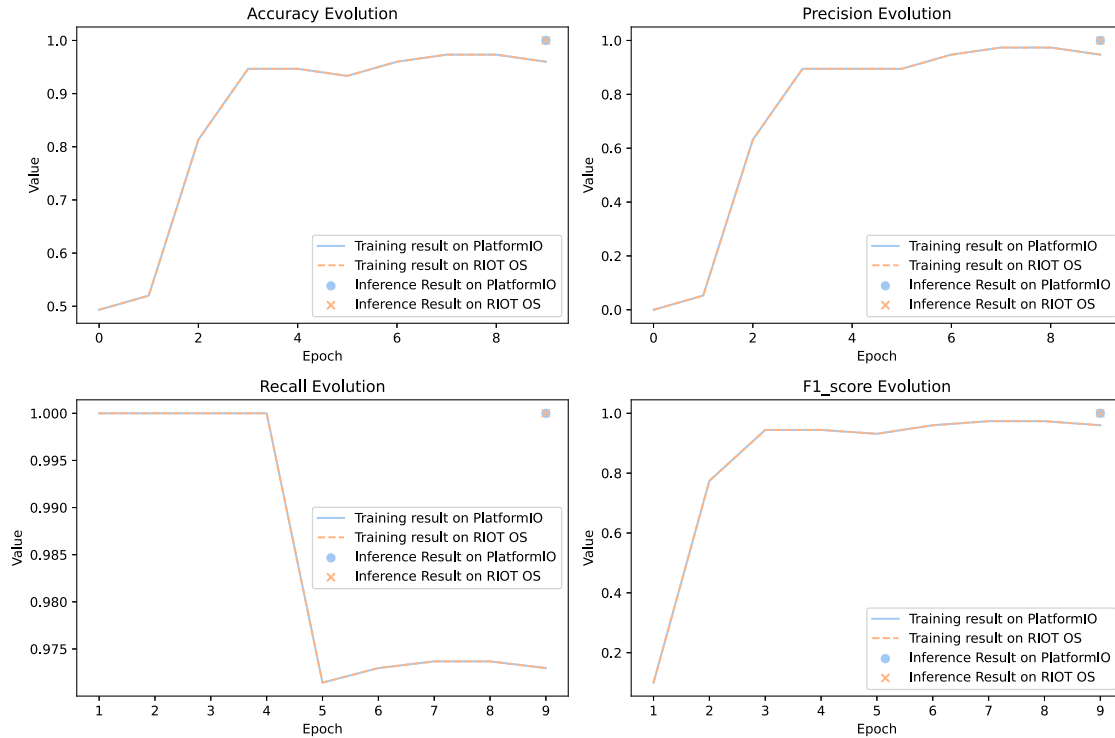 Accuracy Evolution
Value
1.0
0.9
0.8
0.7
0.6
0.5
Training result on PlatformIO
Training result on RIOT OS
Inference Result on PlatformIO
Inference Result on RIOT OS
0 2 4 6 8
Epoch
Precision Evolution
Value
1.0
0.8
0.6
0.4
0.2
0.0
Training result on PlatformIO
Training result on RIOT OS
Inference Result on PlatformIO
Inference Result on RIOT OS
0 2 4 6 8
Epoch
Recall Evolution
Value
1.000
0.995
0.990
0.985
0.980
0.975
Training result on PlatformIO
Training result on RIOT OS
Inference Result on PlatformIO
Inference Result on RIOT OS
1 2 3 4 5 6 7 8 9
Epoch
F1_score Evolution
Value
1.0
0.8
0.6
0.4
0.2
Training result on PlatformIO
Training result on RIOT OS
Inference Result on PlatformIO
Inference Result on RIOT OS
1 2 3 4 5 6 7 8 9
Epoch